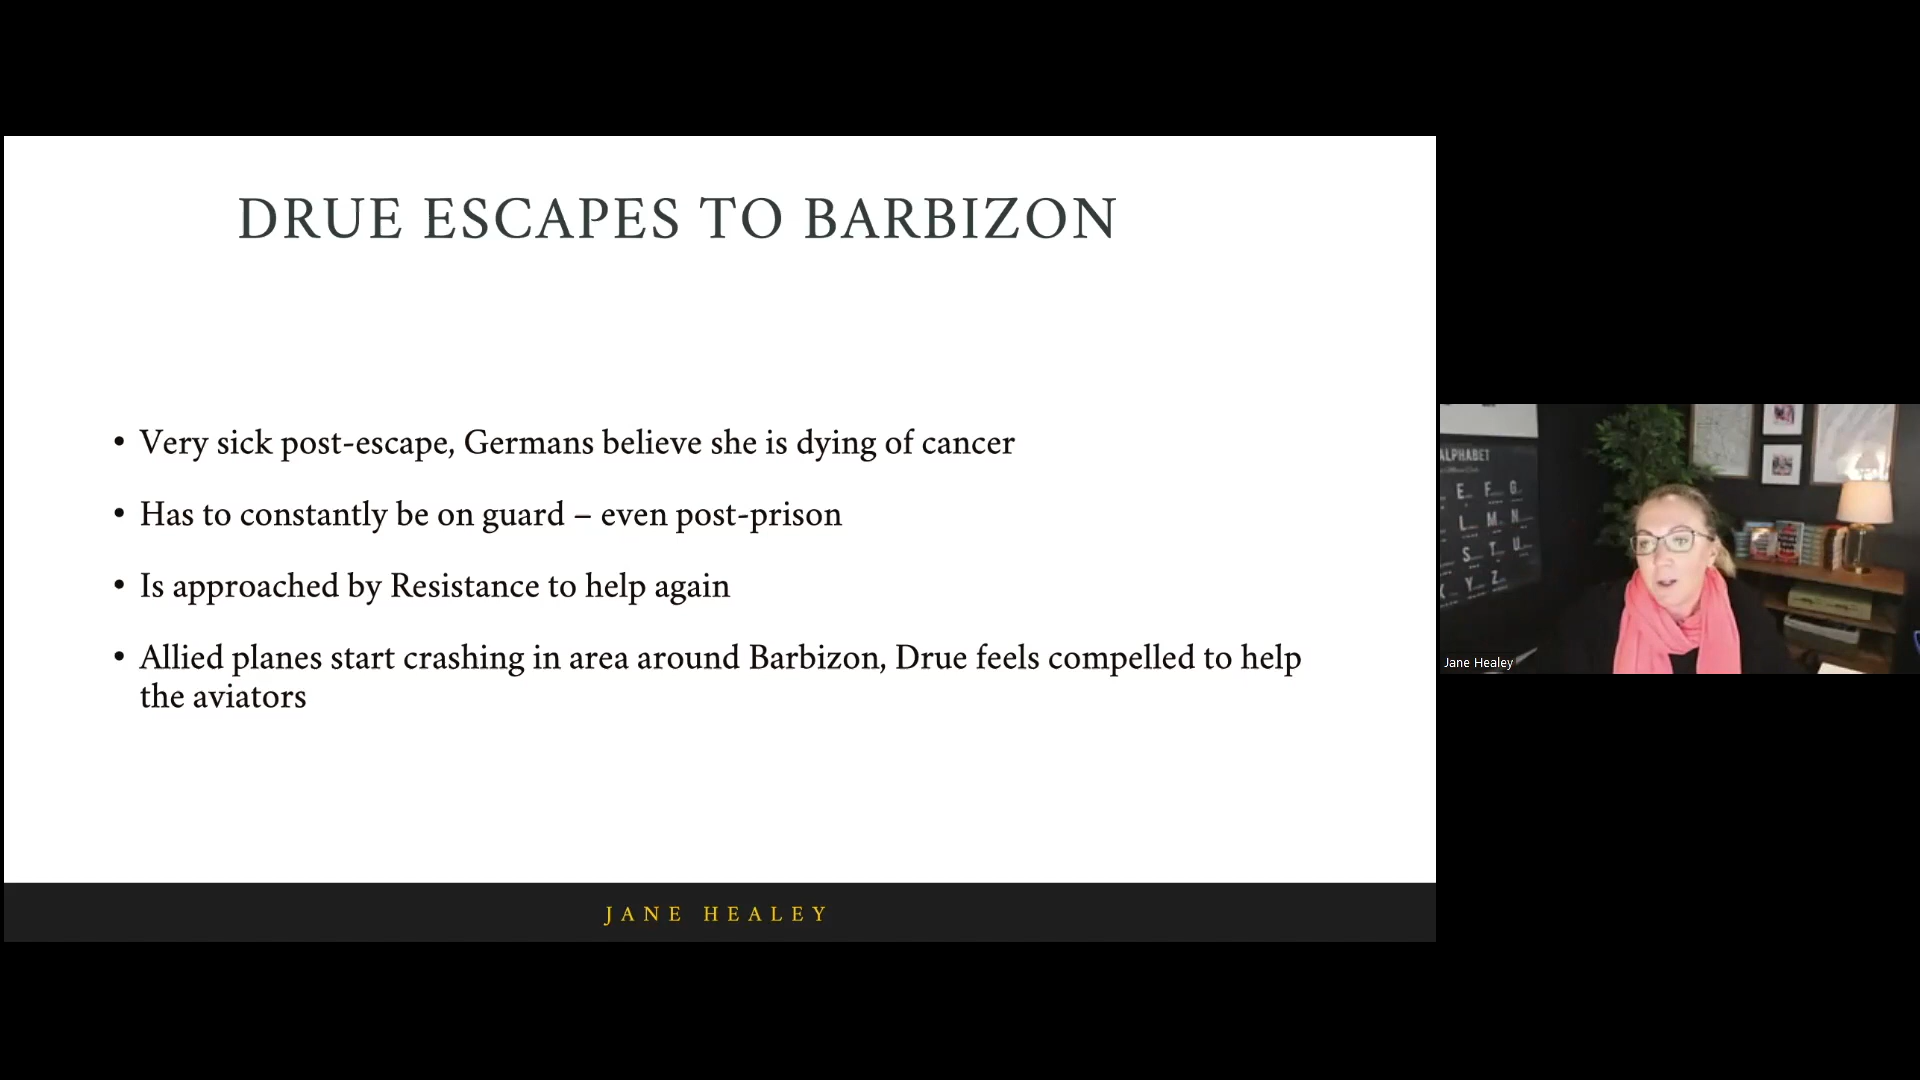 DRUE ESCAPES TO BARBIZON
• Very sick post-escape, Germans believe she is dying of cancer
• Has to constantly be on guard – even post-prison
• Is approached by Resistance to help again
• Allied planes start crashing in area around Barbizon, Drue feels compelled to help
the aviators
JANE HEALEY
ALPHABET
E F G
L M N
S T U
Y Z
Jane Healey